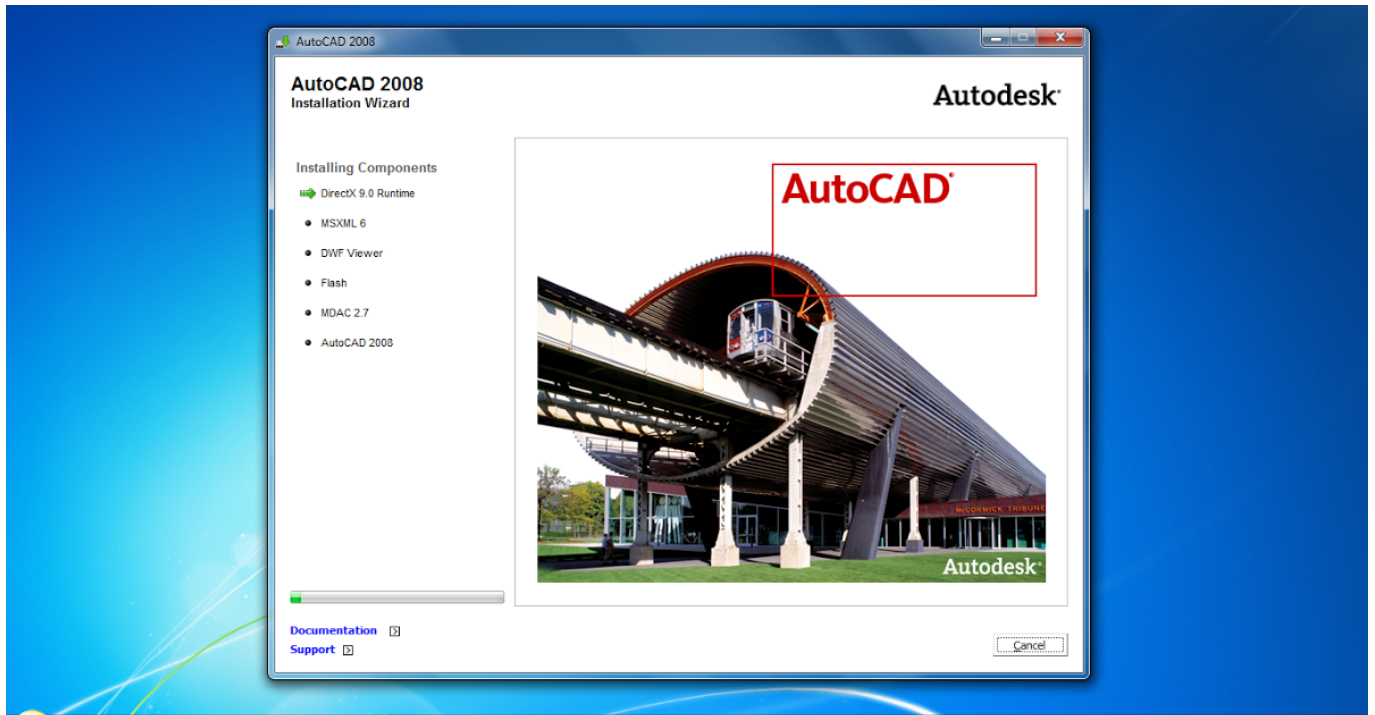 AutoCAD 2008
AutoCAD 2008
Installation Wizard
Autodesk
Installing Components
DirectX 9.0 Runtime
MSXML 6
DWF Viewer
Flash
MDAC 2.7
AutoCAD 2008
AutoCAD
McCORMICK TRIBUNE
Autodesk
Documentation
Support
Cancel